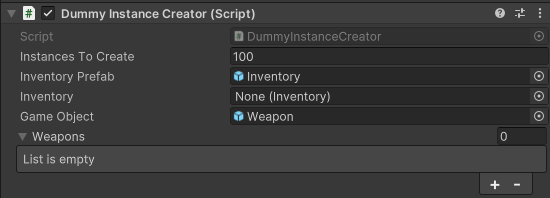 Dummy Instance Creator (Script)
Script DummyInstanceCreator
Instances To Create 100
Inventory Prefab Inventory
Inventory None (Inventory)
Game Object Weapon
Weapons 0
List is empty
+ -